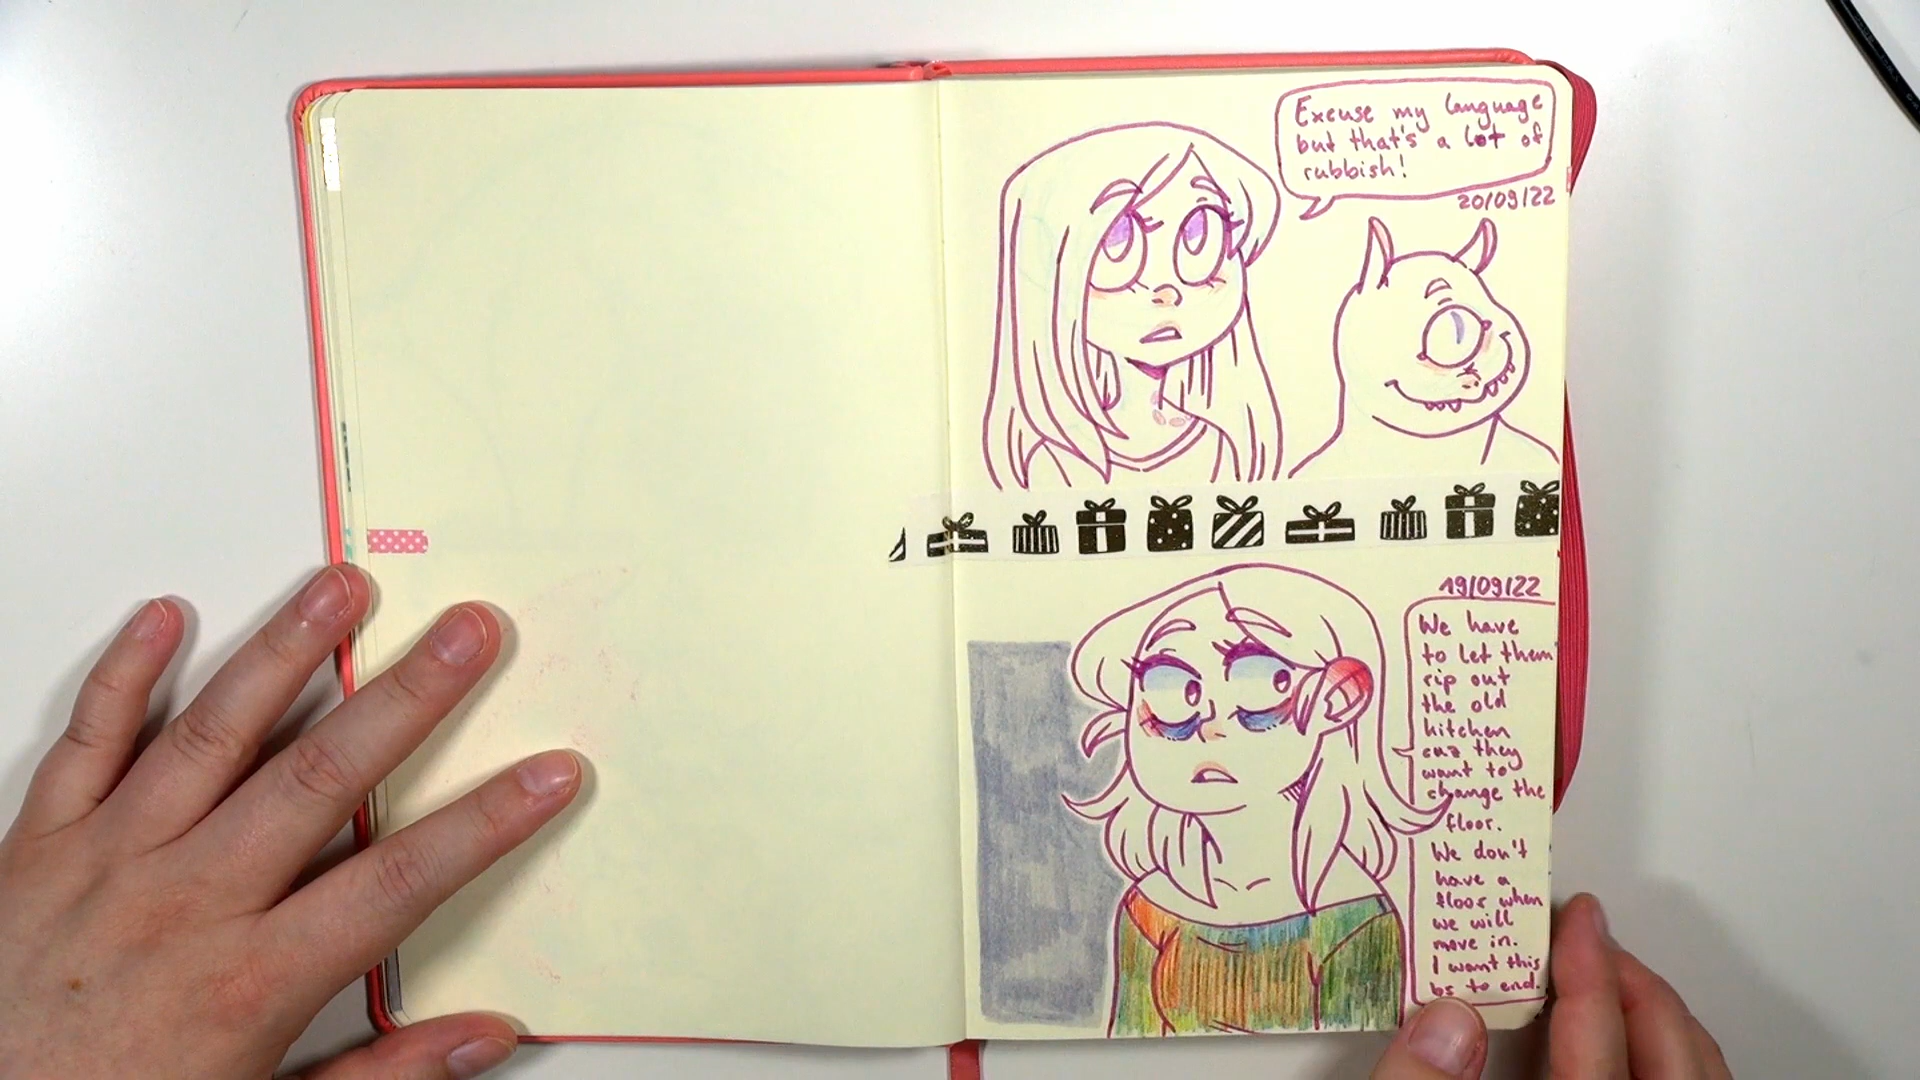 Excuse my language
but that's a lot of
rubbish!
20/09/22
19/09/22
We have
to let them
rip out
the old
kitchen
cuz they
want to
change the
floor.
We don't
have a
floor when
we will
move in.
I want this
bs to end.